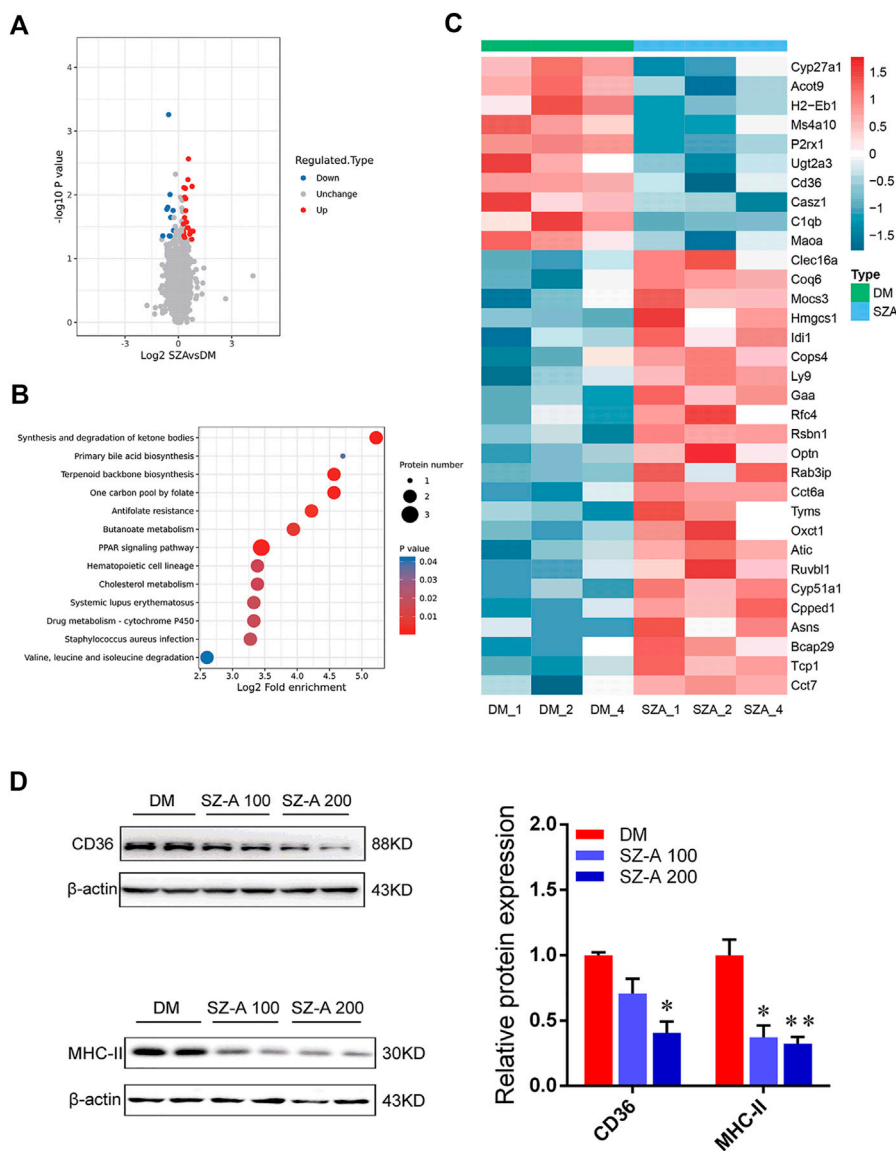 A
4
3
2
1
0
-log10 P value
-3
0
3
Log2 SZAvsDM
Regulated.Type
Down
Unchange
Up
B
Synthesis and degradation of ketone bodies
Primary bile acid biosynthesis
Terpenoid backbone biosynthesis
One carbon pool by folate
Antifolate resistance
Butanoate metabolism
PPAR signaling pathway
Hematopoietic cell lineage
Cholesterol metabolism
Systemic lupus erythematosus
Drug metabolism - cytochrome P450
Staphylococcus aureus infection
Valine, leucine and isoleucine degradation
2.5
3.0
3.5
4.0
4.5
5.0
Log2 Fold enrichment
Protein number
1
2
3
P value
0.04
0.03
0.02
0.01
C
Cyp27a1
Acot9
H2−Eb1
Ms4a10
P2rx1
Ugt2a3
Cd36
Casz1
C1qb
Maoa
Clec16a
Coq6
Mocs3
Hmgcs1
Idi1
Cops4
Ly9
Gaa
Rfc4
Rsbn1
Optn
Rab3ip
Cct6a
Tyms
Oxct1
Atic
Ruvbl1
Cyp51a1
Cpped1
Asns
Bcap29
Tcp1
Cct7
DM_1
DM_2
DM_4
SZA_1
SZA_2
SZA_4
1.5
1
0.5
0
−0.5
−1
−1.5
Type
DM
SZA
D
DM SZ-A 100 SZ-A 200
CD36 88KD
β-actin 43KD
DM SZ-A 100 SZ-A 200
MHC-II 30KD
β-actin 43KD
Relative protein expression
2.0
1.5
1.0
0.5
0.0
DM
SZ-A 100
SZ-A 200
*
*
**
CD36
MHC-II